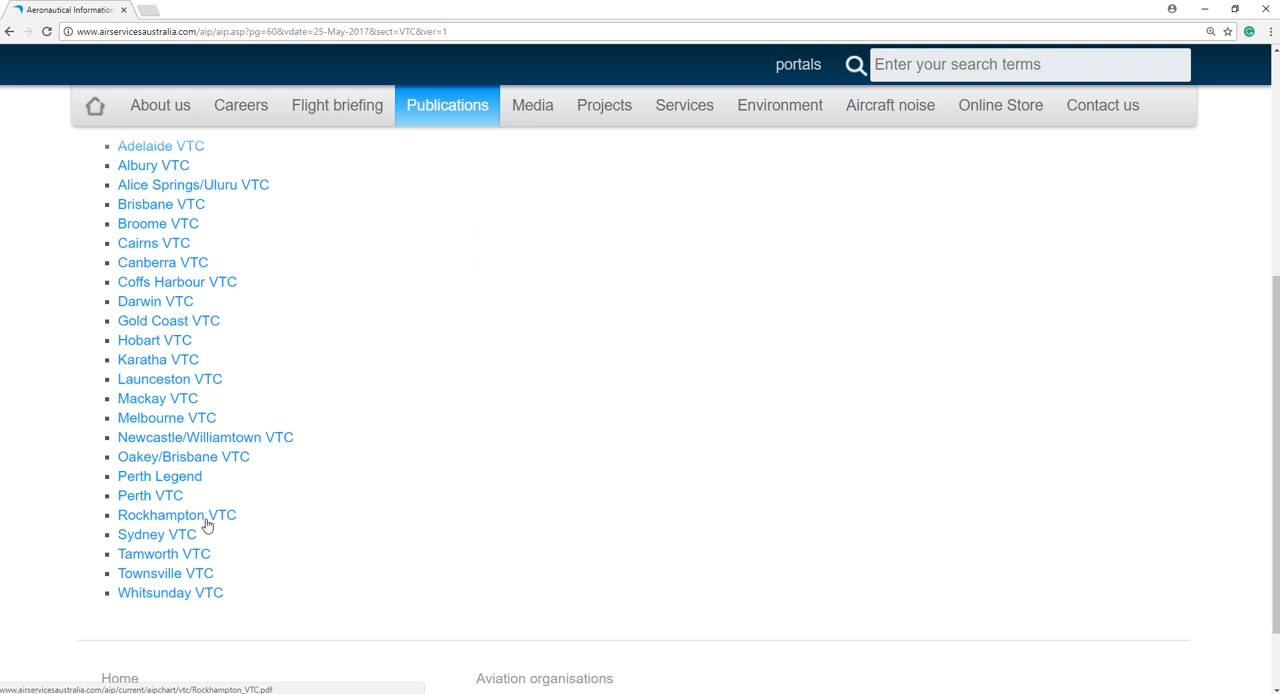 Aeronautical Information
www.airservicesaustralia.com/aip/aip.asp?pg=60&vdate=25-May-2017&sect=VTC&ver=1
portals
Enter your search terms
About us Careers Flight briefing Publications Media Projects Services Environment Aircraft noise Online Store Contact us
Adelaide VTC
Albury VTC
Alice Springs/Uluru VTC
Brisbane VTC
Broome VTC
Cairns VTC
Canberra VTC
Coffs Harbour VTC
Darwin VTC
Gold Coast VTC
Hobart VTC
Karatha VTC
Launceston VTC
Mackay VTC
Melbourne VTC
Newcastle/Williamtown VTC
Oakey/Brisbane VTC
Perth Legend
Perth VTC
Rockhampton VTC
Sydney VTC
Tamworth VTC
Townsville VTC
Whitsunday VTC
Home Aviation organisations
www.airservicesaustralia.com/aip/current/aipchart/vtc/Rockhampton_VTC.pdf